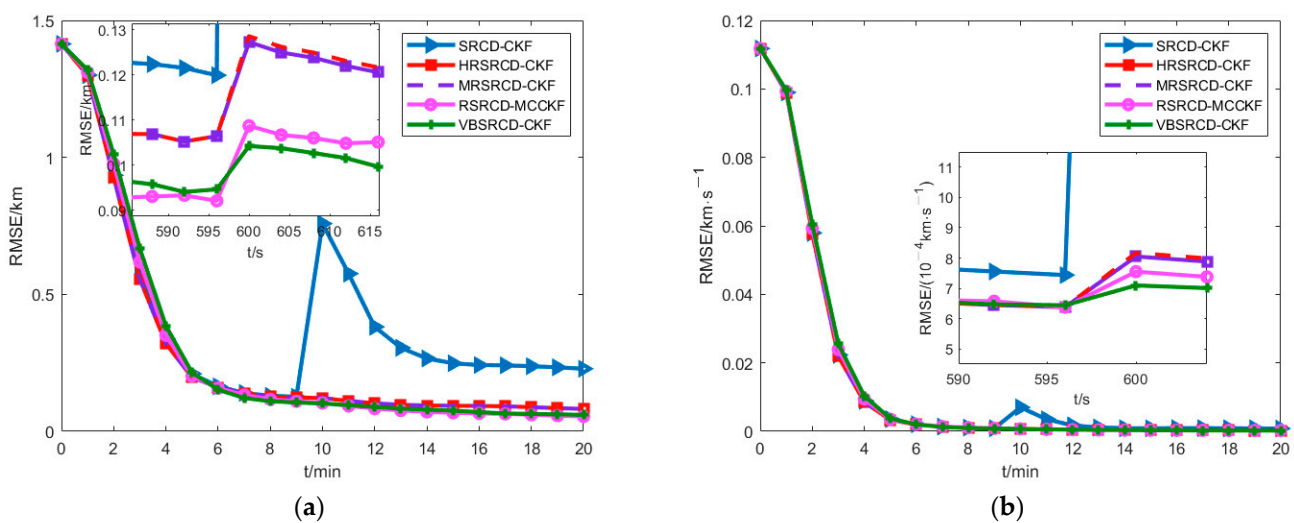 1.5
1
0.5
0
RMSE/km
0 2 4 6 8 10 12 14 16 18 20
t/min
0.13
0.12
0.11
0.1
0.09
RMSE/km
590 595 600 605 610 615
t/s
SRCD-CKF
HRSRCD-CKF
MRSRCD-CKF
RSRCD-MCCKF
VBSRCD-CKF
(a)
0.12
0.1
0.08
0.06
0.04
0.02
0
RMSE/km·s⁻¹
0 2 4 6 8 10 12 14 16 18 20
t/min
SRCD-CKF
HRSRCD-CKF
MRSRCD-CKF
RSRCD-MCCKF
VBSRCD-CKF
11
10
9
8
7
6
5
RMSE/(10⁻⁴km·s⁻¹)
590 595 600
t/s
(b)